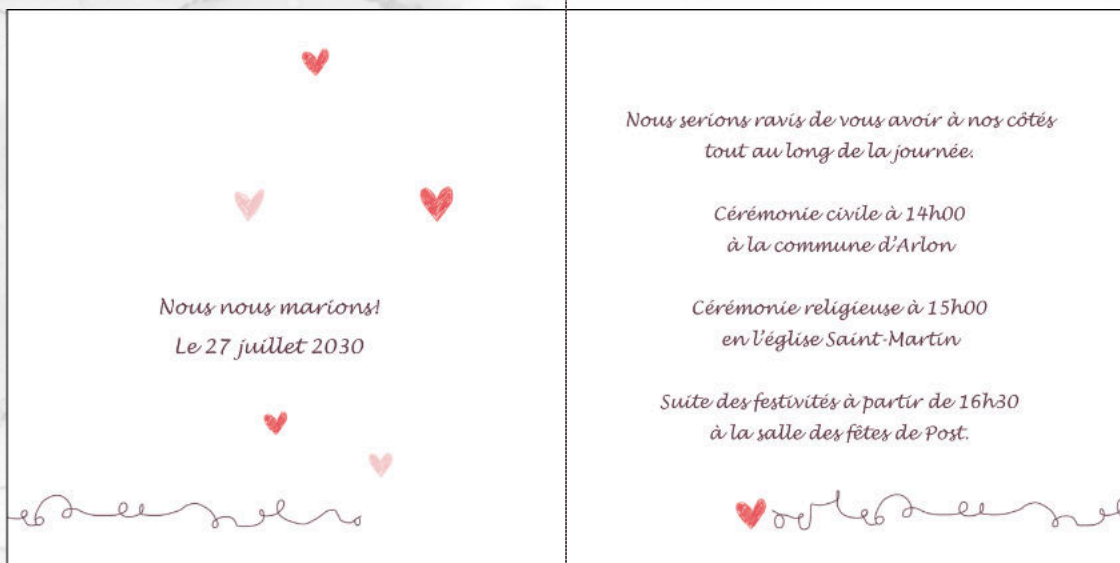 Nous nous marions!
Le 27 juillet 2030
Nous serions ravis de vous avoir à nos côtés
tout au long de la journée.
Cérémonie civile à 14h00
à la commune d'Arlon
Cérémonie religieuse à 15h00
en l'église Saint-Martin
Suite des festivités à partir de 16h30
à la salle des fêtes de Post.